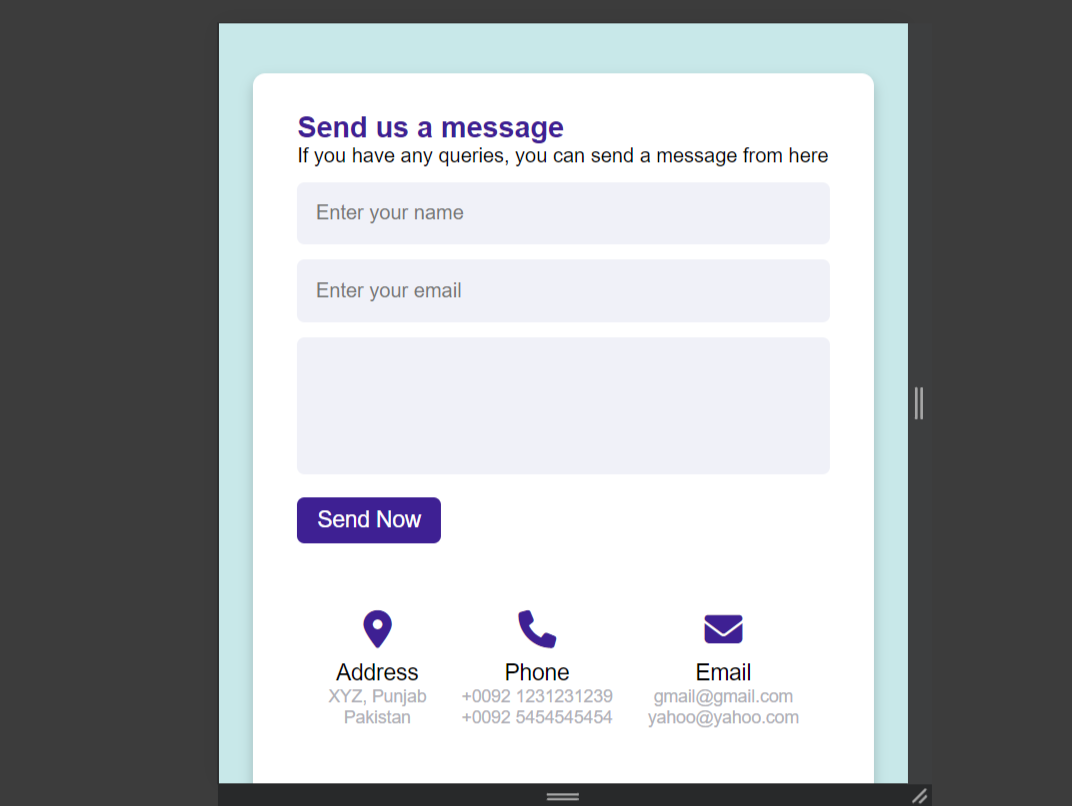 Send us a message
If you have any queries, you can send a message from here
Enter your name
Enter your email
Send Now
Address
XYZ, Punjab
Pakistan
Phone
+0092 1231231239
+0092 5454545454
Email
gmail@gmail.com
yahoo@yahoo.com